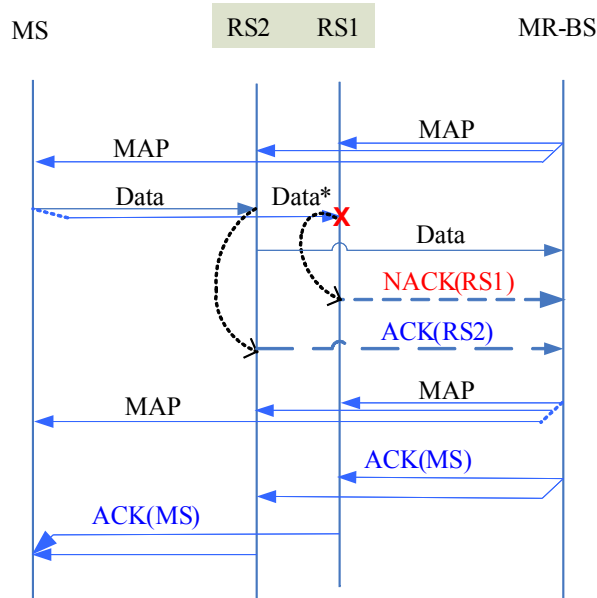 MS RS2 RS1 MR-BS
MAP
MAP
Data Data*
X
Data
NACK(RS1)
ACK(RS2)
MAP
ACK(MS)
ACK(MS)